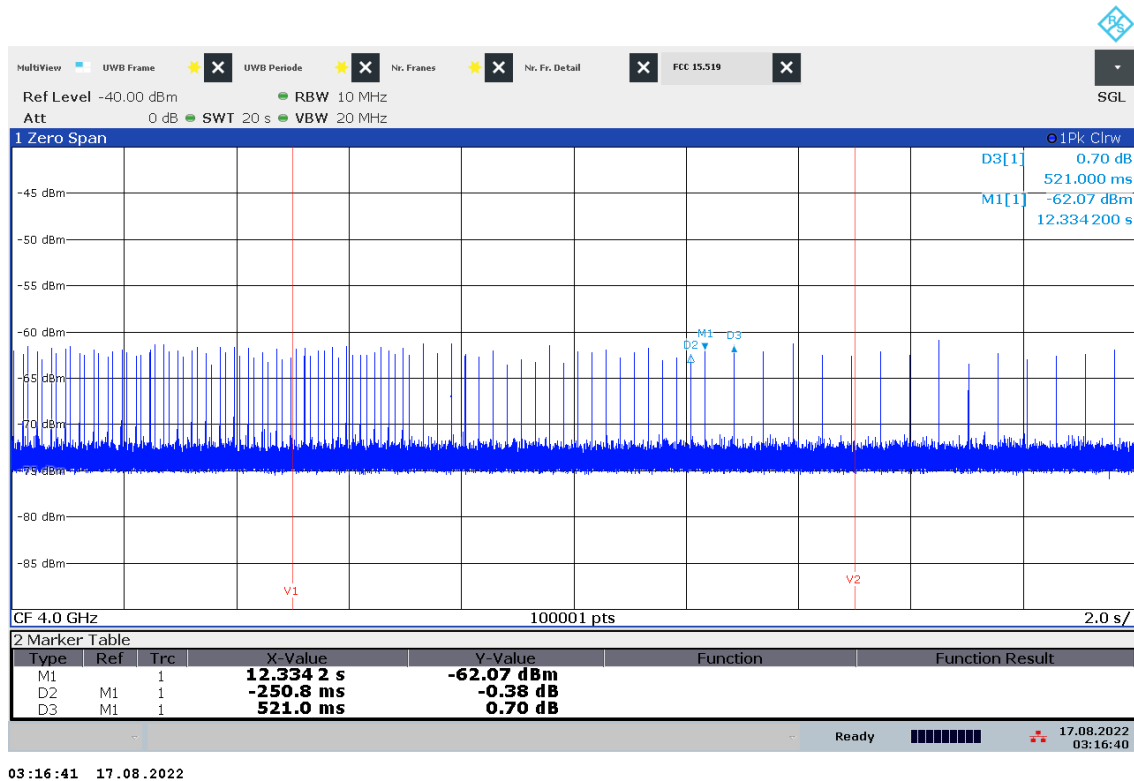 R&S
MultiView UWB Frame UWB Periode Nr. Franes Nr. Fr. Detail FCC 15.519
Ref Level -40.00 dBm RBW 10 MHz SGL
Att 0 dB SWT 20 s VBW 20 MHz
1 Zero Span 1Pk Clrw
D3[1] 0.70 dB
521.000 ms
M1[1] -62.07 dBm
12.334200 s
-45 dBm
-50 dBm
-55 dBm
-60 dBm
M1 D3
D2
-65 dBm
-70 dBm
-75 dBm
-80 dBm
-85 dBm
V1 V2
CF 4.0 GHz 100001 pts 2.0 s/
2 Marker Table
Type Ref Trc X-Value Y-Value Function Function Result
M1 1 12.334 2 s -62.07 dBm
D2 M1 1 -250.8 ms -0.38 dB
D3 M1 1 521.0 ms 0.70 dB
Ready 17.08.2022
03:16:40
03:16:41 17.08.2022